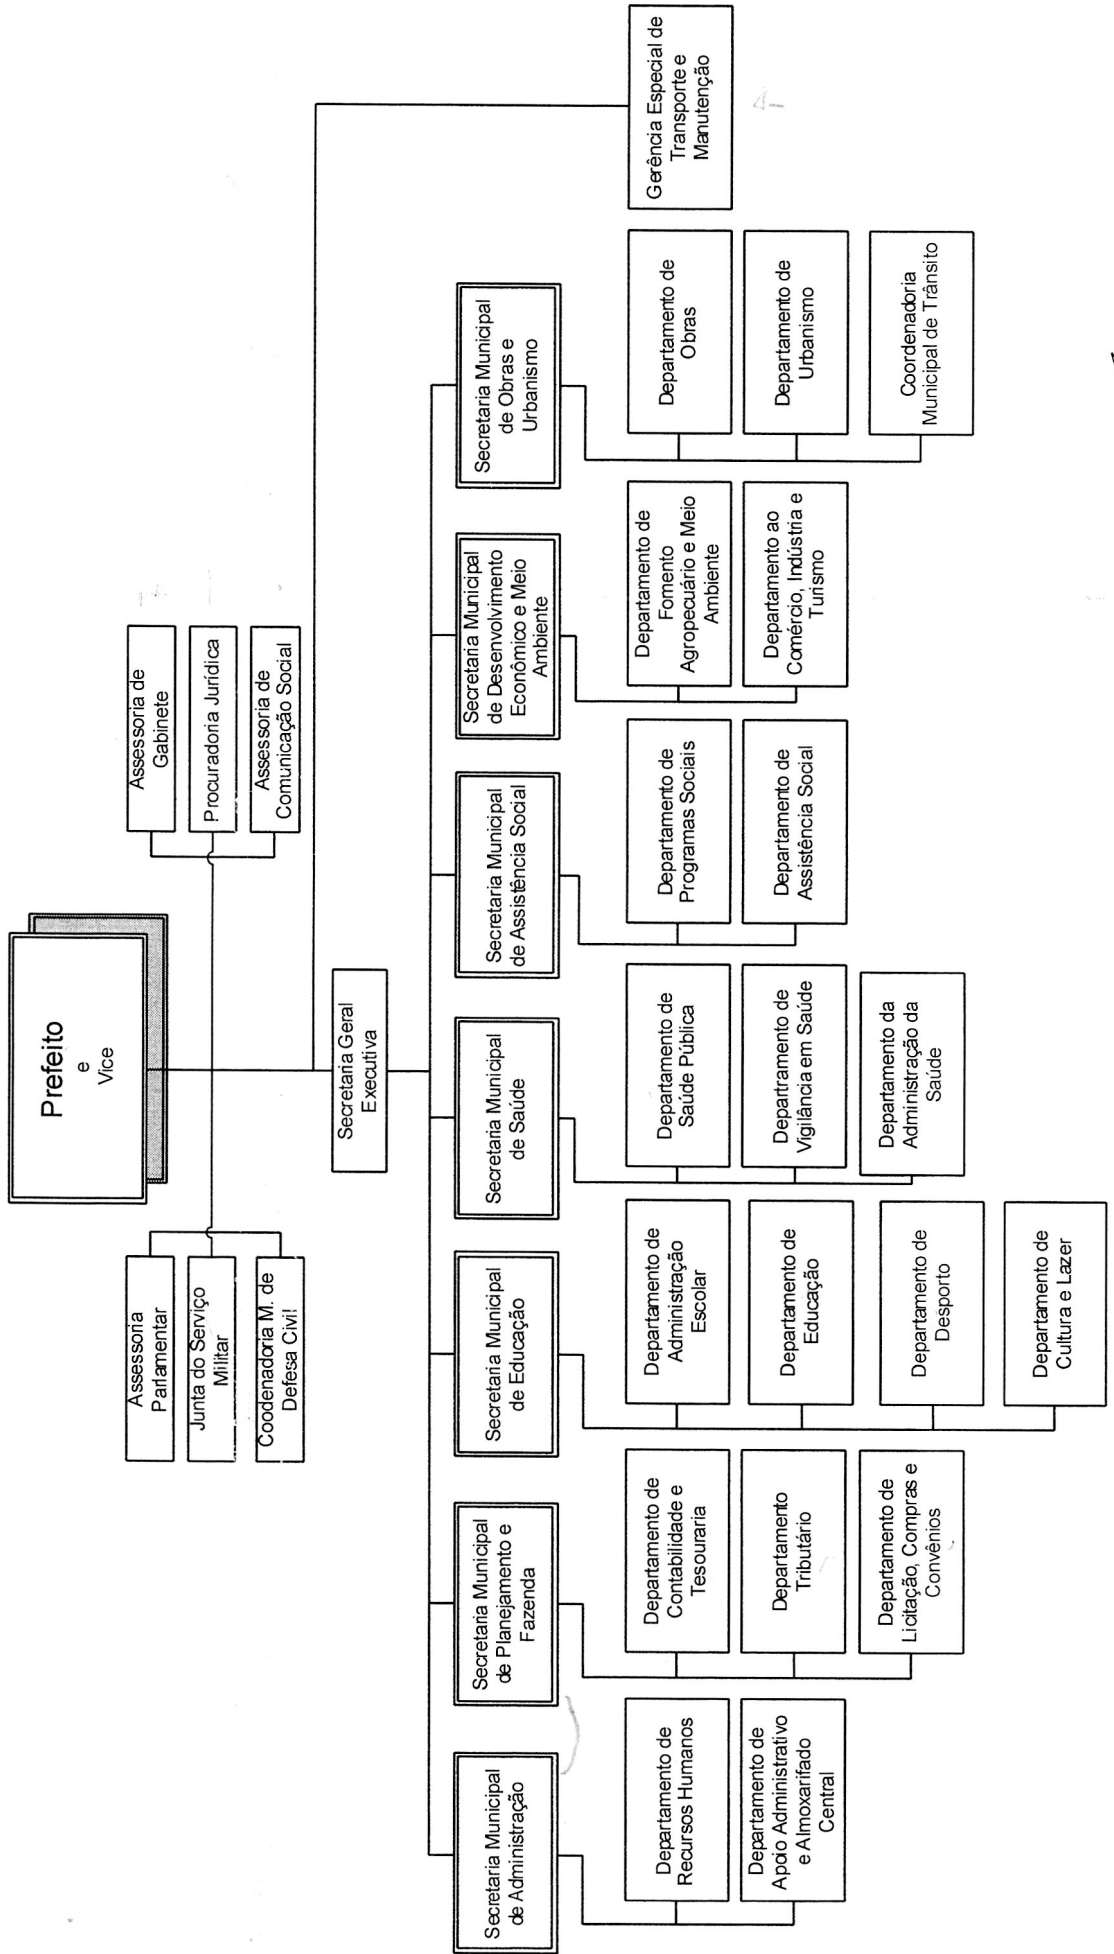 Prefeito
e
Vice
Assessoria
Parlamentar
Junta do Serviço
Militar
Coodenadoria M. de
Defesa Civil
Assessoria de
Gabinete
Procuradoria Jurídica
Assessoria de
Comunicação Social
Secretaria Geral
Executiva
Secretaria Municipal
de Administração
Departamento de
Recursos Humanos
Departamento de
Apoio Administrativo
e Almoxarifado
Central
Secretaria Municipal
de Planejamento e
Fazenda
Departamento de
Contabilidade e
Tesouraria
Departamento
Tributário
Departamento de
Licitação, Compras e
Convênios
Secretaria Municipal
de Educação
Departamento de
Administração
Escolar
Departamento de
Educação
Departamento de
Desporto
Departamento de
Cultura e Lazer
Secretaria Municipal
de Saúde
Departamento de
Saúde Pública
Departramento de
Vigilância em Saúde
Departamento da
Administração da
Saúde
Secretaria Municipal
de Assistência Social
Departamento de
Programas Sociais
Departamento de
Assistência Social
Secretaria Municipal
de Desenvolvimento
Econômico e Meio
Ambiente
Departamento de
Fomento
Agropecuário e Meio
Ambiente
Departamento ao
Comércio, Indústria e
Turismo
Secretaria Municipal
de Obras e
Urbanismo
Departamento de
Obras
Departamento de
Urbanismo
Coordenadoria
Municipal de Trânsito
Gerência Especial de
Transporte e
Manutenção